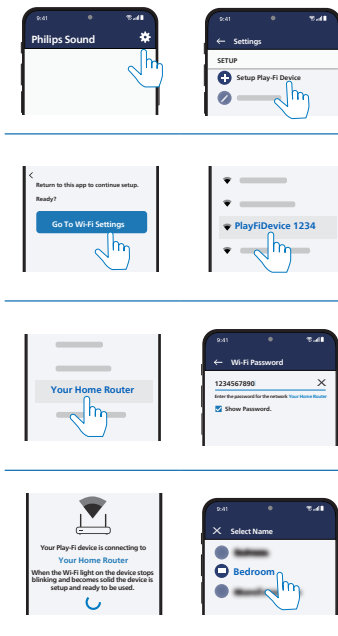 9:41
Philips Sound
9:41
← Settings
SETUP
Setup Play-Fi Device
Return to this app to continue setup.
Ready?
Go To Wi-Fi Settings
PlayFiDevice 1234
Your Home Router
9:41
← Wi-Fi Password
1234567890
Enter the password for the network Your Home Router
Show Password.
Your Play-Fi device is connecting to
Your Home Router
When the Wi-Fi light on the device stops
blinking and becomes solid the device is
setup and ready to be used.
9:41
Select Name
Bedroom